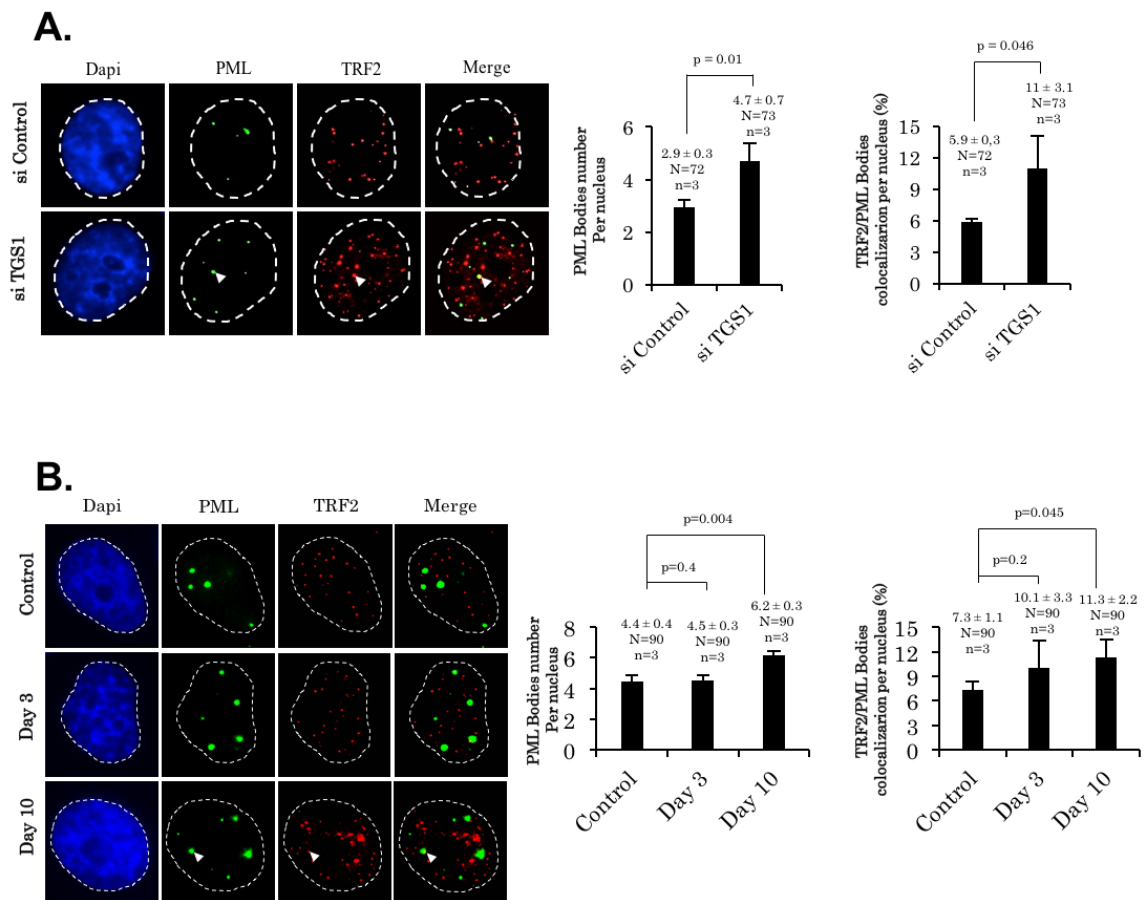 A.
Dapi PML TRF2 Merge
si Control
si TGS1
PML Bodies number
Per nucleus
6
4
2
0
p = 0.01
2.9 ± 0.3
N=72
n=3
4.7 ± 0.7
N=73
n=3
si Control
si TGS1
TRF2/PML Bodies
colocalizarion per nucleus (%)
15
12
9
6
3
0
p = 0.046
5.9 ± 0,3
N=72
n=3
11 ± 3.1
N=73
n=3
si Control
si TGS1
B.
Dapi PML TRF2 Merge
Control
Day 3
Day 10
PML Bodies number
Per nucleus
8
6
4
2
0
p=0.004
p=0.4
4.4 ± 0.4
N=90
n=3
4.5 ± 0.3
N=90
n=3
6.2 ± 0.3
N=90
n=3
Control
Day 3
Day 10
TRF2/PML Bodies
colocalizarion per nucleus (%)
15
12
9
6
3
0
p=0.045
p=0.2
7.3 ± 1.1
N=90
n=3
10.1 ± 3.3
N=90
n=3
11.3 ± 2.2
N=90
n=3
Control
Day 3
Day 10